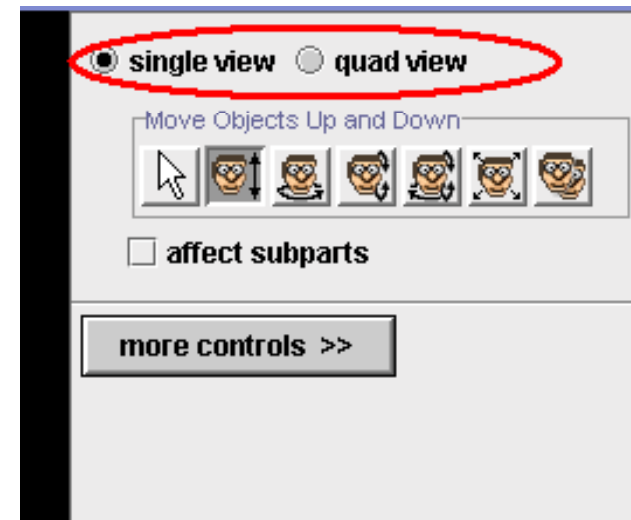 single view quad view
Move Objects Up and Down
affect subparts
more controls >>